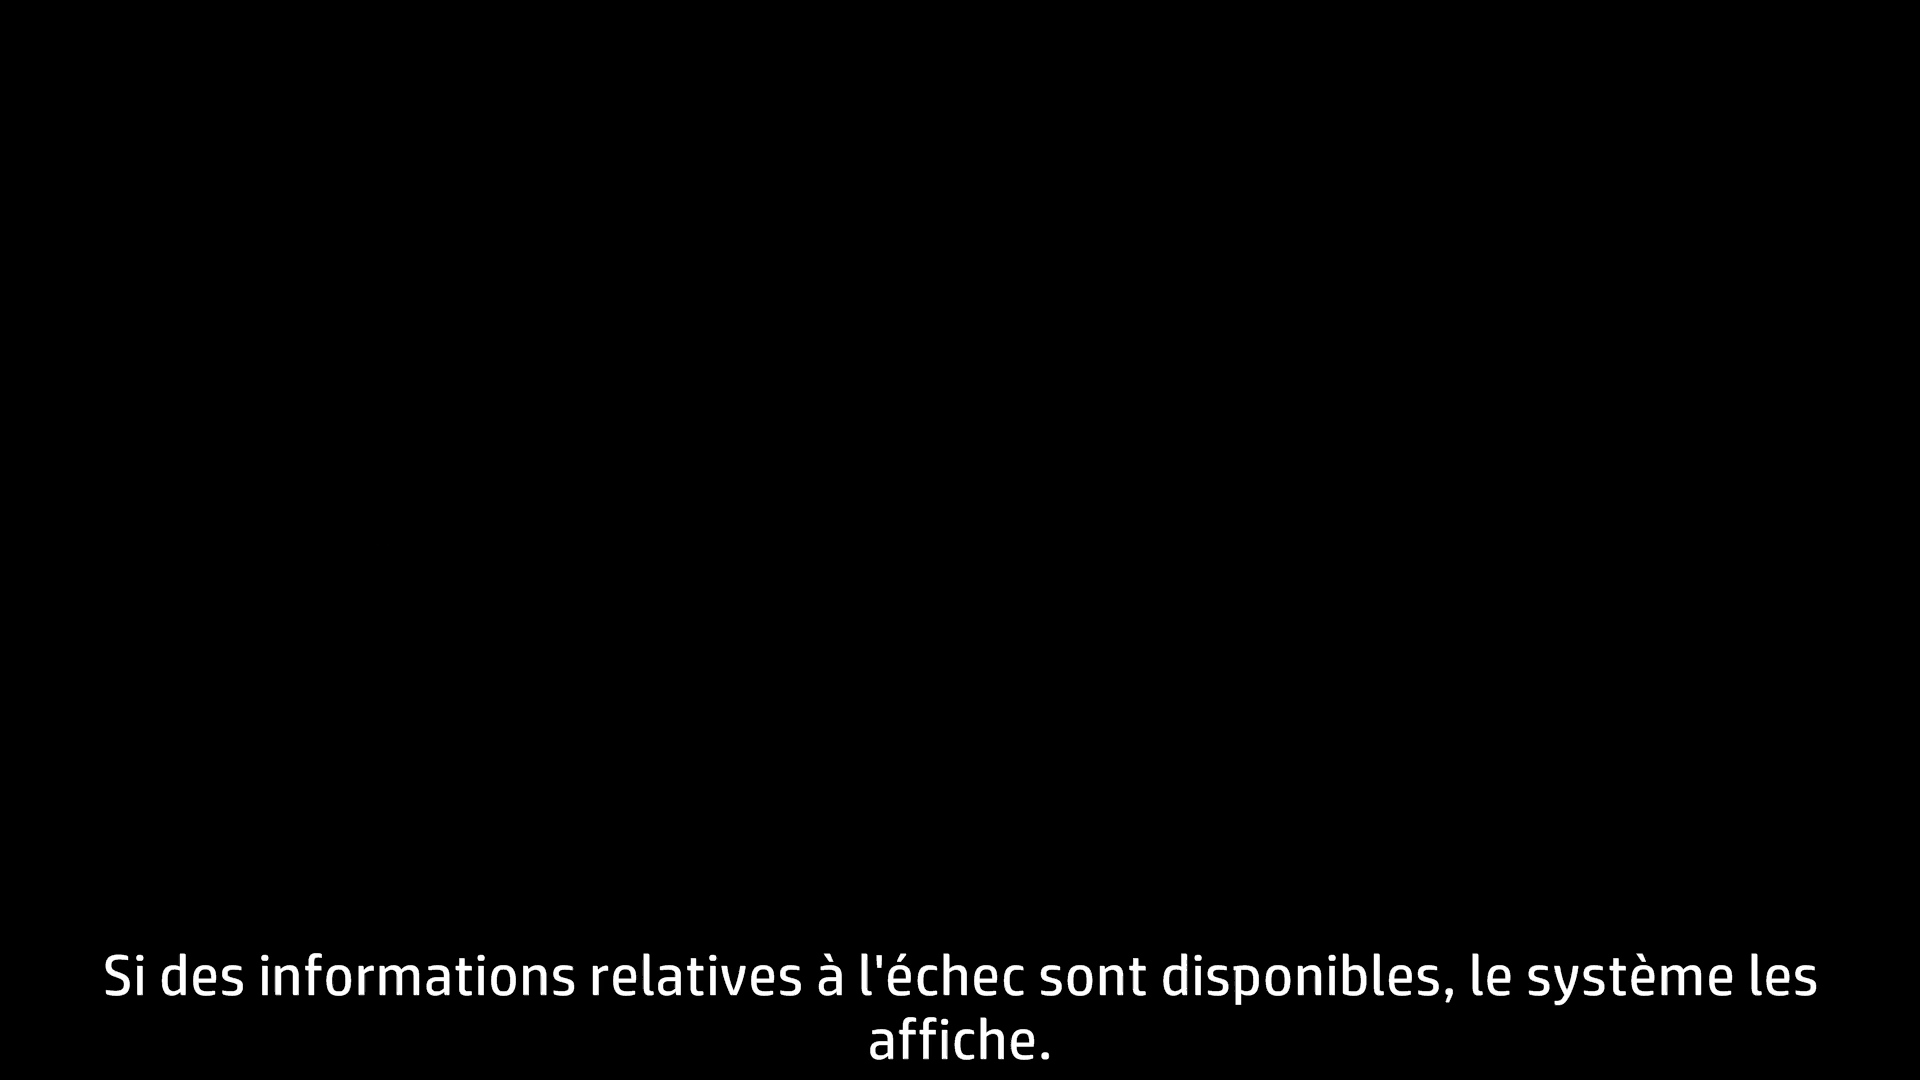 Si des informations relatives à l'échec sont disponibles, le système les
affiche.